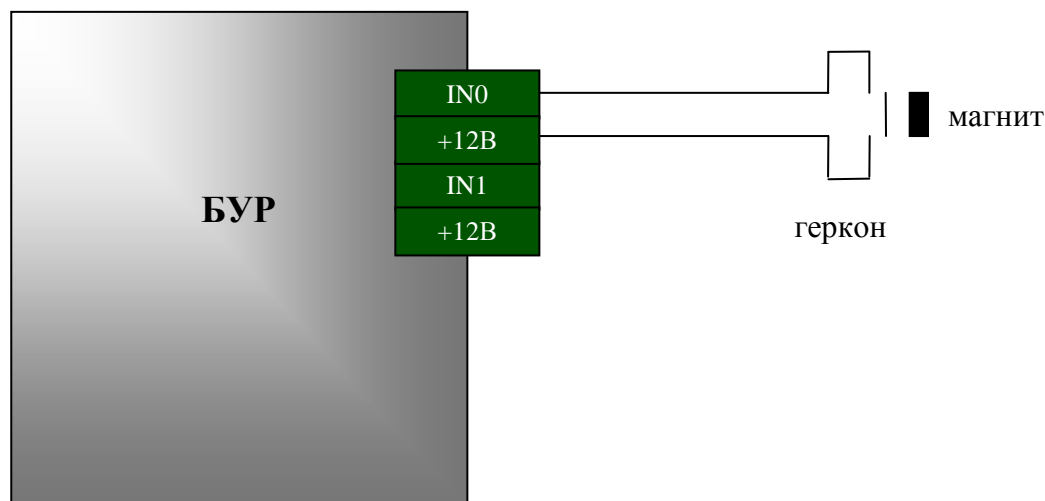 IN0
+12В
IN1
+12В
БУР
магнит
геркон